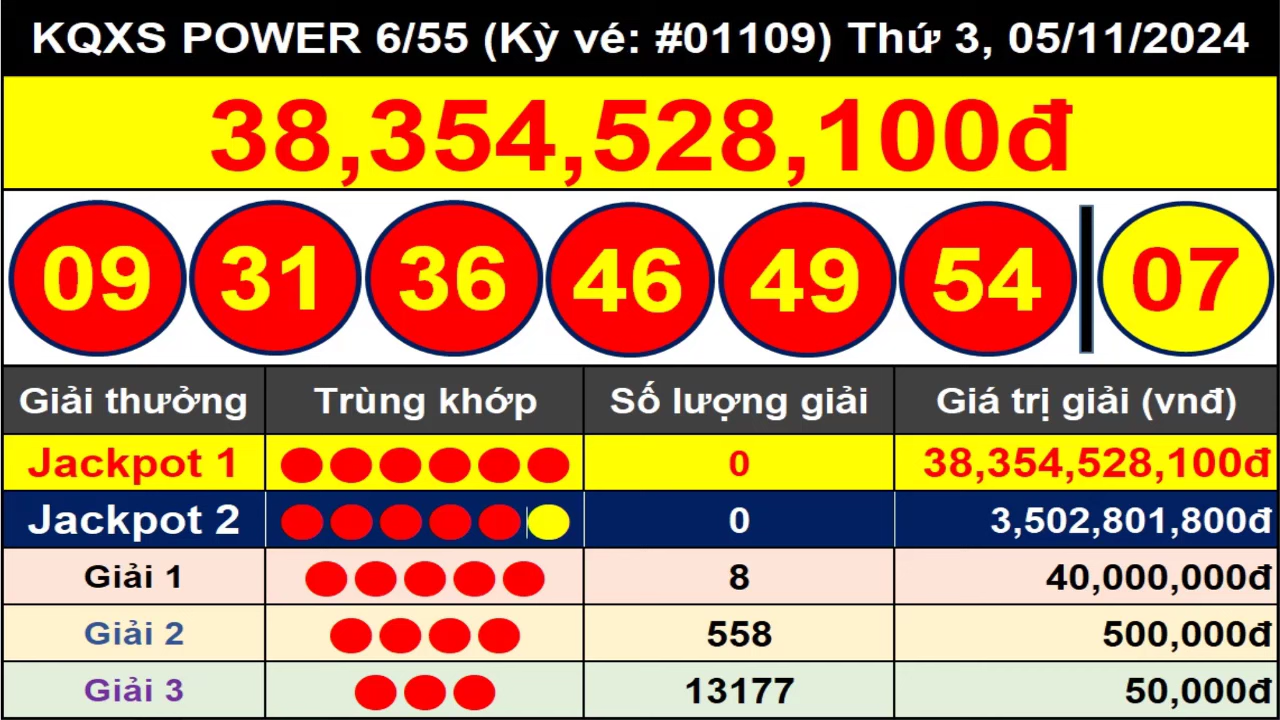 KQXS POWER 6/55 (Kỳ vé: #01109) Thứ 3, 05/11/2024
38,354,528,100đ
09 31 36 46 49 54 07
Giải thưởng Trùng khớp Số lượng giải Giá trị giải (vnđ)
Jackpot 1 0 38,354,528,100đ
Jackpot 2 0 3,502,801,800đ
Giải 1 8 40,000,000đ
Giải 2 558 500,000đ
Giải 3 13177 50,000đ